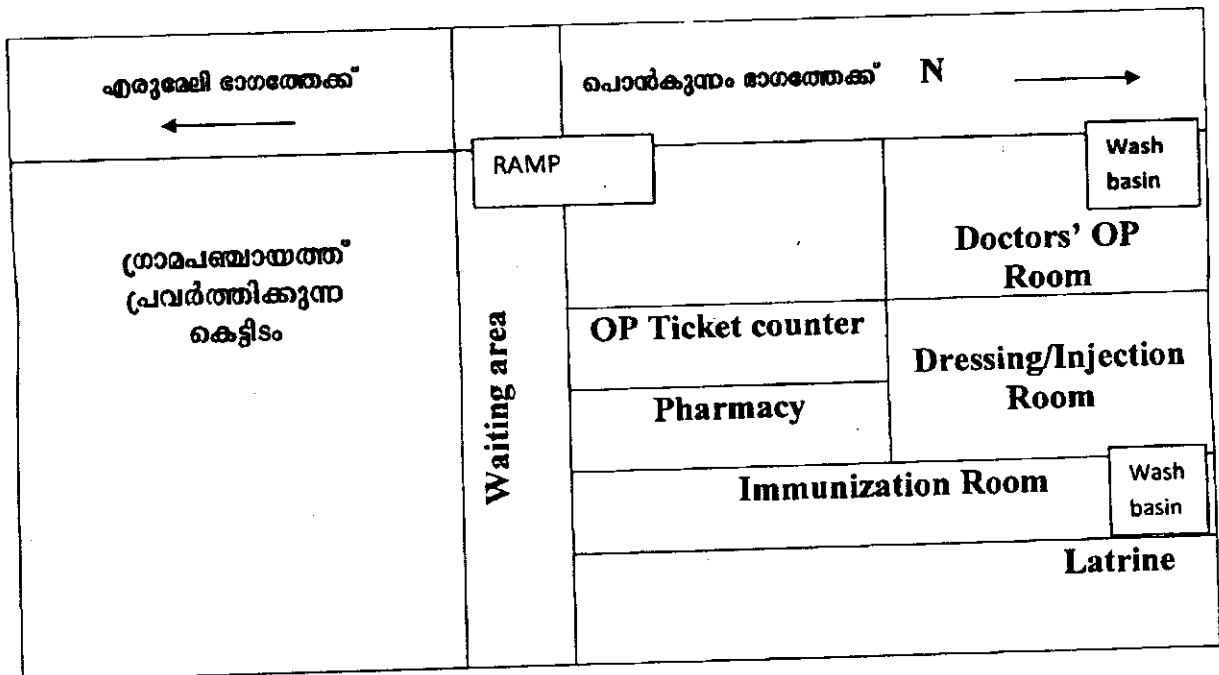 എരുമേലി ഭാഗത്തേക്ക്
പൊൻകുന്നം ഭാഗത്തേക്ക് N
RAMP
Wash
basin
ഗ്രാമപഞ്ചായത്ത്
പ്രവർത്തിക്കുന്ന
കെട്ടിടം
Waiting area
Doctors’ OP
Room
OP Ticket counter
Dressing/Injection
Room
Pharmacy
Immunization Room
Wash
basin
Latrine